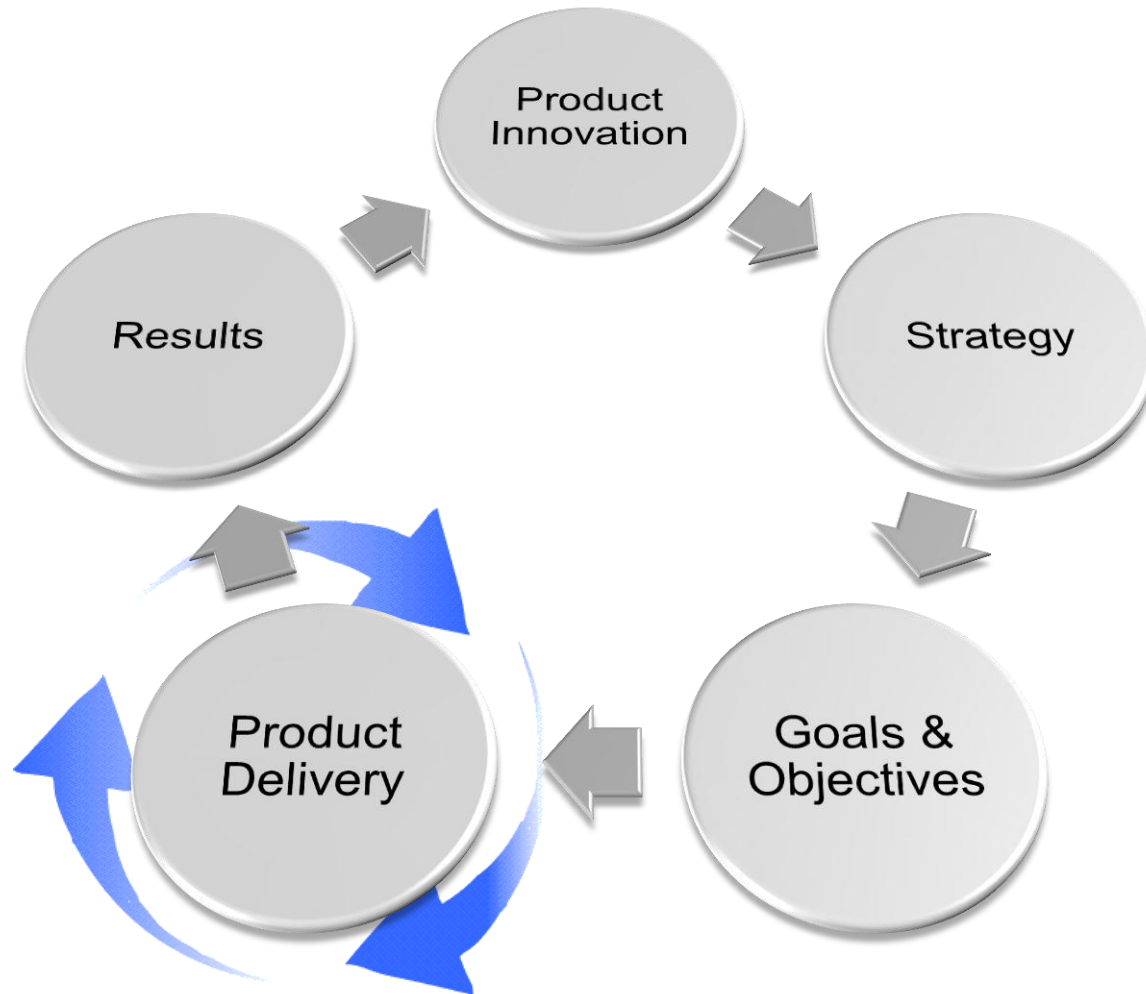 Product
Innovation
Strategy
Goals &
Objectives
Product
Delivery
Results